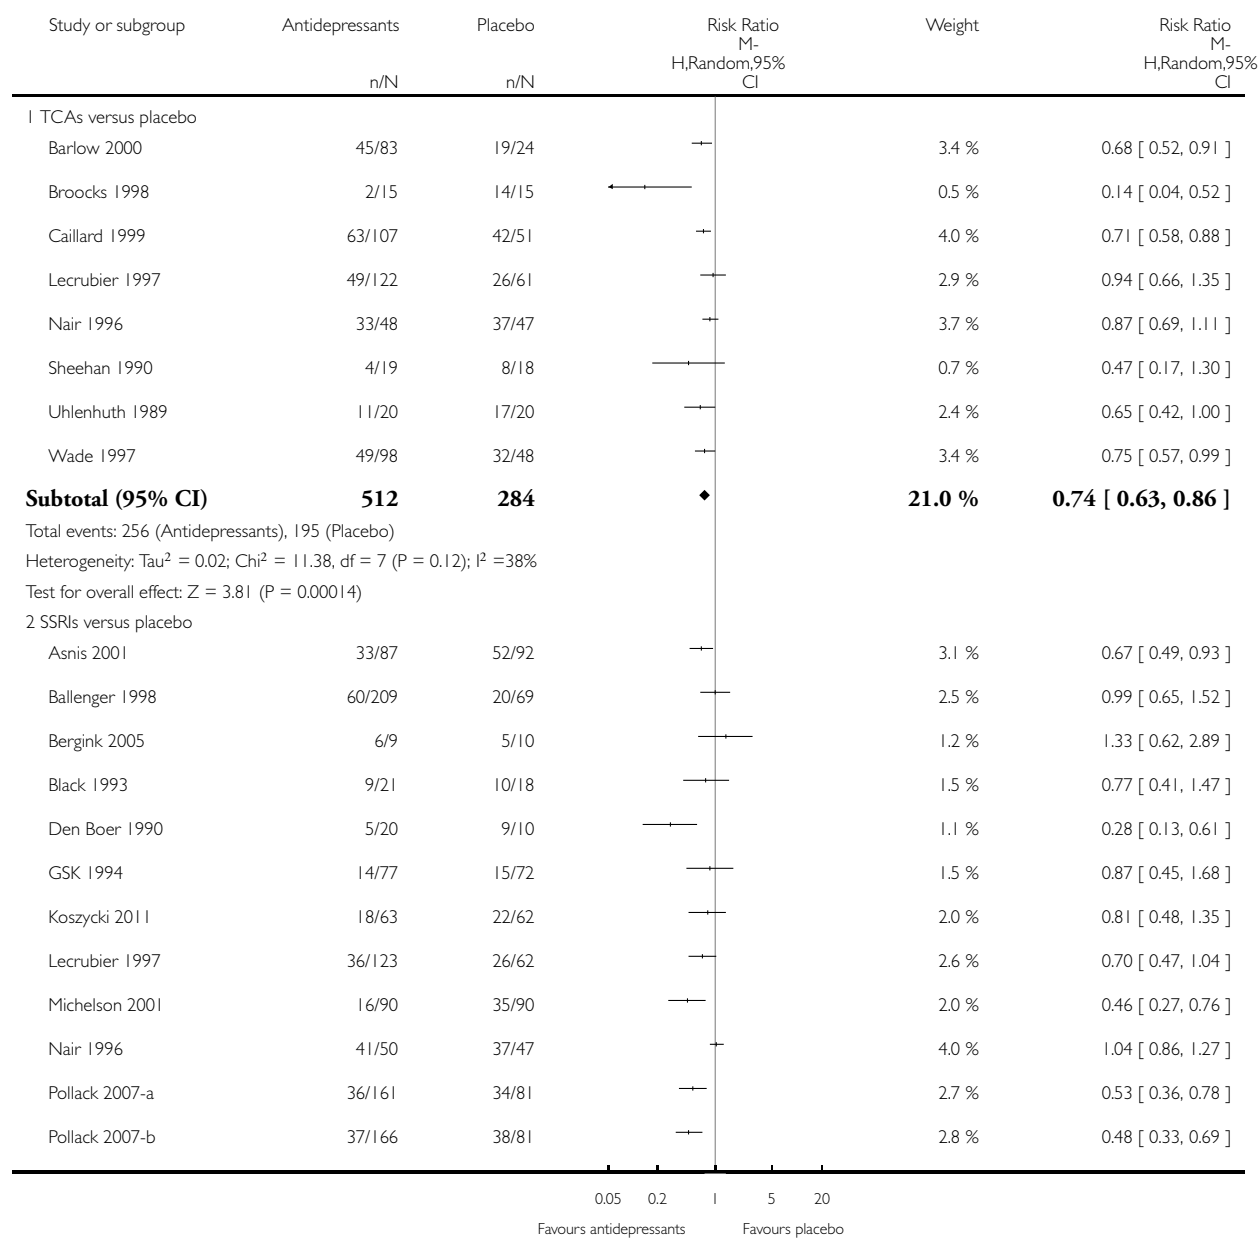 Study or subgroup Antidepressants Placebo Risk Ratio Weight Risk Ratio
M- M-
H,Random,95% H,Random,95%
n/N n/N CI CI
1 TCAs versus placebo
Barlow 2000 45/83 19/24 3.4 % 0.68 [ 0.52, 0.91 ]
Broocks 1998 2/15 14/15 0.5 % 0.14 [ 0.04, 0.52 ]
Caillard 1999 63/107 42/51 4.0 % 0.71 [ 0.58, 0.88 ]
Lecrubier 1997 49/122 26/61 2.9 % 0.94 [ 0.66, 1.35 ]
Nair 1996 33/48 37/47 3.7 % 0.87 [ 0.69, 1.11 ]
Sheehan 1990 4/19 8/18 0.7 % 0.47 [ 0.17, 1.30 ]
Uhlenhuth 1989 11/20 17/20 2.4 % 0.65 [ 0.42, 1.00 ]
Wade 1997 49/98 32/48 3.4 % 0.75 [ 0.57, 0.99 ]
Subtotal (95% CI) 512 284 21.0 % 0.74 [ 0.63, 0.86 ]
Total events: 256 (Antidepressants), 195 (Placebo)
Heterogeneity: Tau² = 0.02; Chi² = 11.38, df = 7 (P = 0.12); I² =38%
Test for overall effect: Z = 3.81 (P = 0.00014)
2 SSRIs versus placebo
Asnis 2001 33/87 52/92 3.1 % 0.67 [ 0.49, 0.93 ]
Ballenger 1998 60/209 20/69 2.5 % 0.99 [ 0.65, 1.52 ]
Bergink 2005 6/9 5/10 1.2 % 1.33 [ 0.62, 2.89 ]
Black 1993 9/21 10/18 1.5 % 0.77 [ 0.41, 1.47 ]
Den Boer 1990 5/20 9/10 1.1 % 0.28 [ 0.13, 0.61 ]
GSK 1994 14/77 15/72 1.5 % 0.87 [ 0.45, 1.68 ]
Koszycki 2011 18/63 22/62 2.0 % 0.81 [ 0.48, 1.35 ]
Lecrubier 1997 36/123 26/62 2.6 % 0.70 [ 0.47, 1.04 ]
Michelson 2001 16/90 35/90 2.0 % 0.46 [ 0.27, 0.76 ]
Nair 1996 41/50 37/47 4.0 % 1.04 [ 0.86, 1.27 ]
Pollack 2007-a 36/161 34/81 2.7 % 0.53 [ 0.36, 0.78 ]
Pollack 2007-b 37/166 38/81 2.8 % 0.48 [ 0.33, 0.69 ]
0.05 0.2 1 5 20
Favours antidepressants Favours placebo